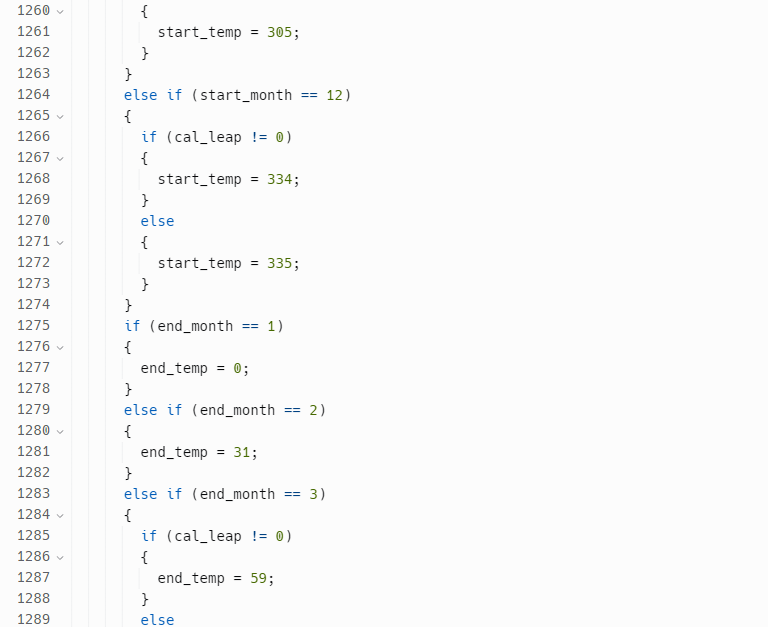 1260 {
1261 start_temp = 305;
1262 }
1263 }
1264 else if (start_month == 12)
1265 {
1266 if (cal_leap != 0)
1267 {
1268 start_temp = 334;
1269 }
1270 else
1271 {
1272 start_temp = 335;
1273 }
1274 }
1275 if (end_month == 1)
1276 {
1277 end_temp = 0;
1278 }
1279 else if (end_month == 2)
1280 {
1281 end_temp = 31;
1282 }
1283 else if (end_month == 3)
1284 {
1285 if (cal_leap != 0)
1286 {
1287 end_temp = 59;
1288 }
1289 else